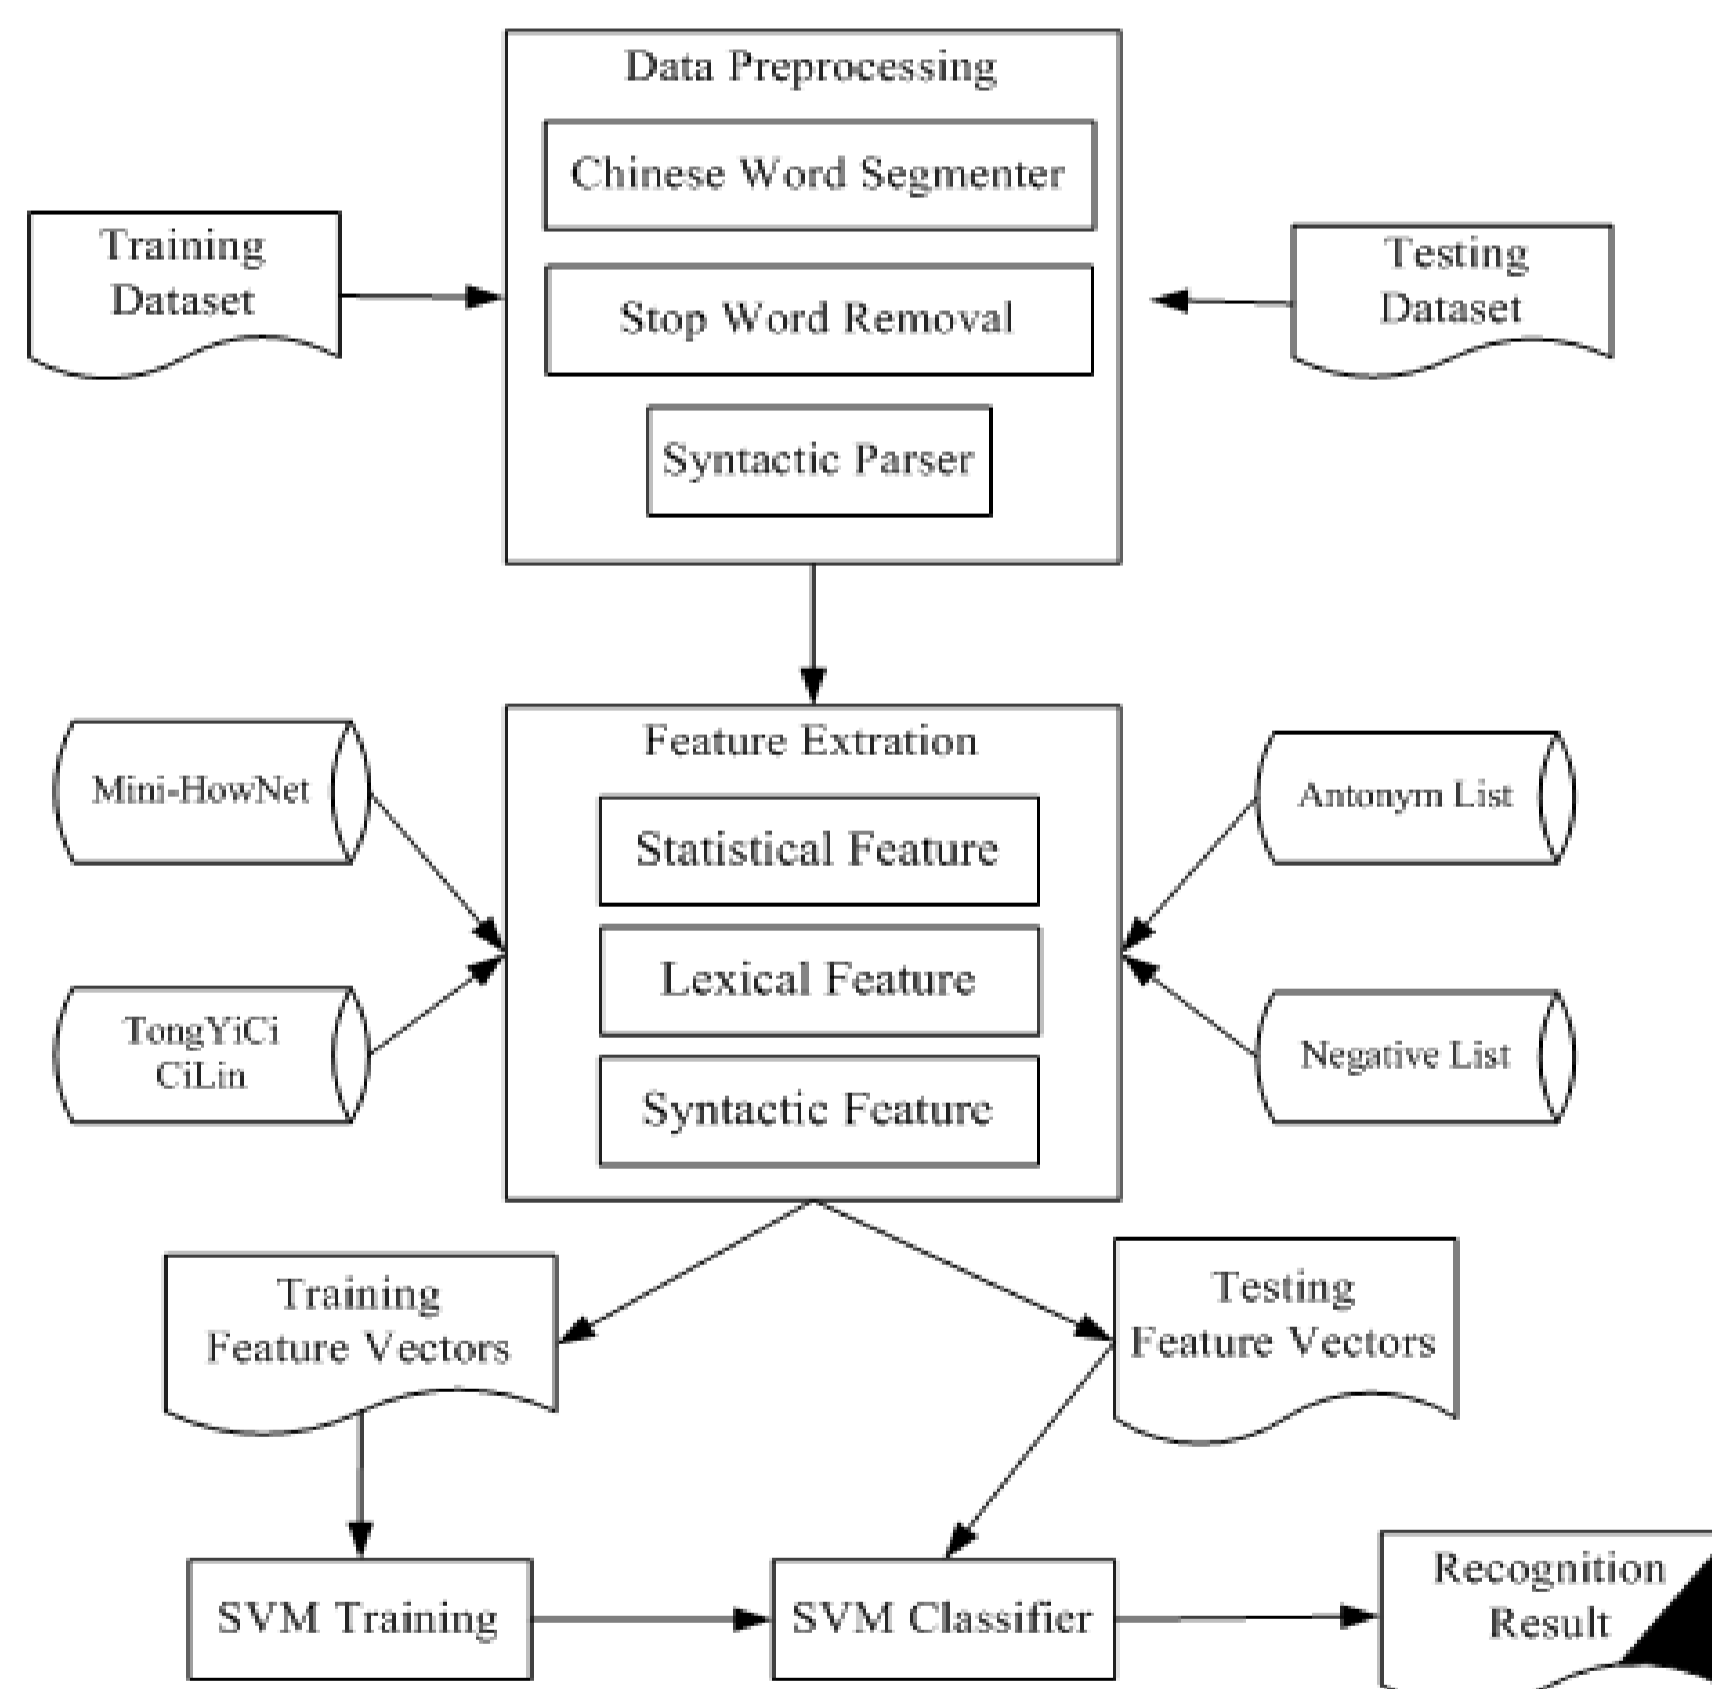 Data Preprocessing
Chinese Word Segmenter
Training
Dataset
Stop Word Removal
Testing
Dataset
Syntactic Parser
Feature Extration
Mini-HowNet
Antonym List
Statistical Feature
Lexical Feature
TongYiCi
CiLin
Negative List
Syntactic Feature
Training
Feature Vectors
Testing
Feature Vectors
SVM Training
SVM Classifier
Recognition
Result